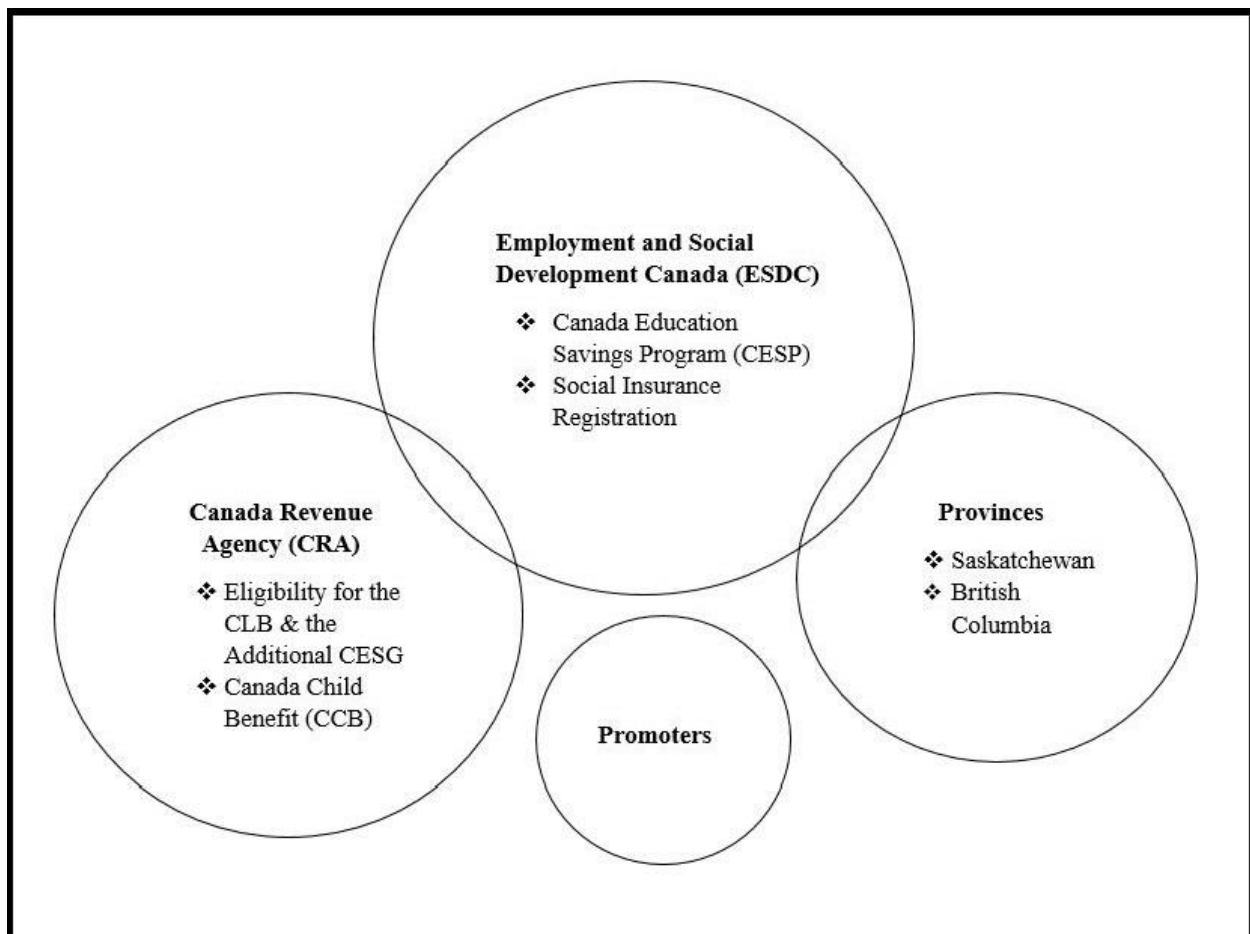 Employment and Social
Development Canada (ESDC)
❖ Canada Education
Savings Program (CESP)
❖ Social Insurance
Registration
Canada Revenue
Agency (CRA)
❖ Eligibility for the
CLB & the
Additional CESG
❖ Canada Child
Benefit (CCB)
Promoters
Provinces
❖ Saskatchewan
❖ British
Columbia